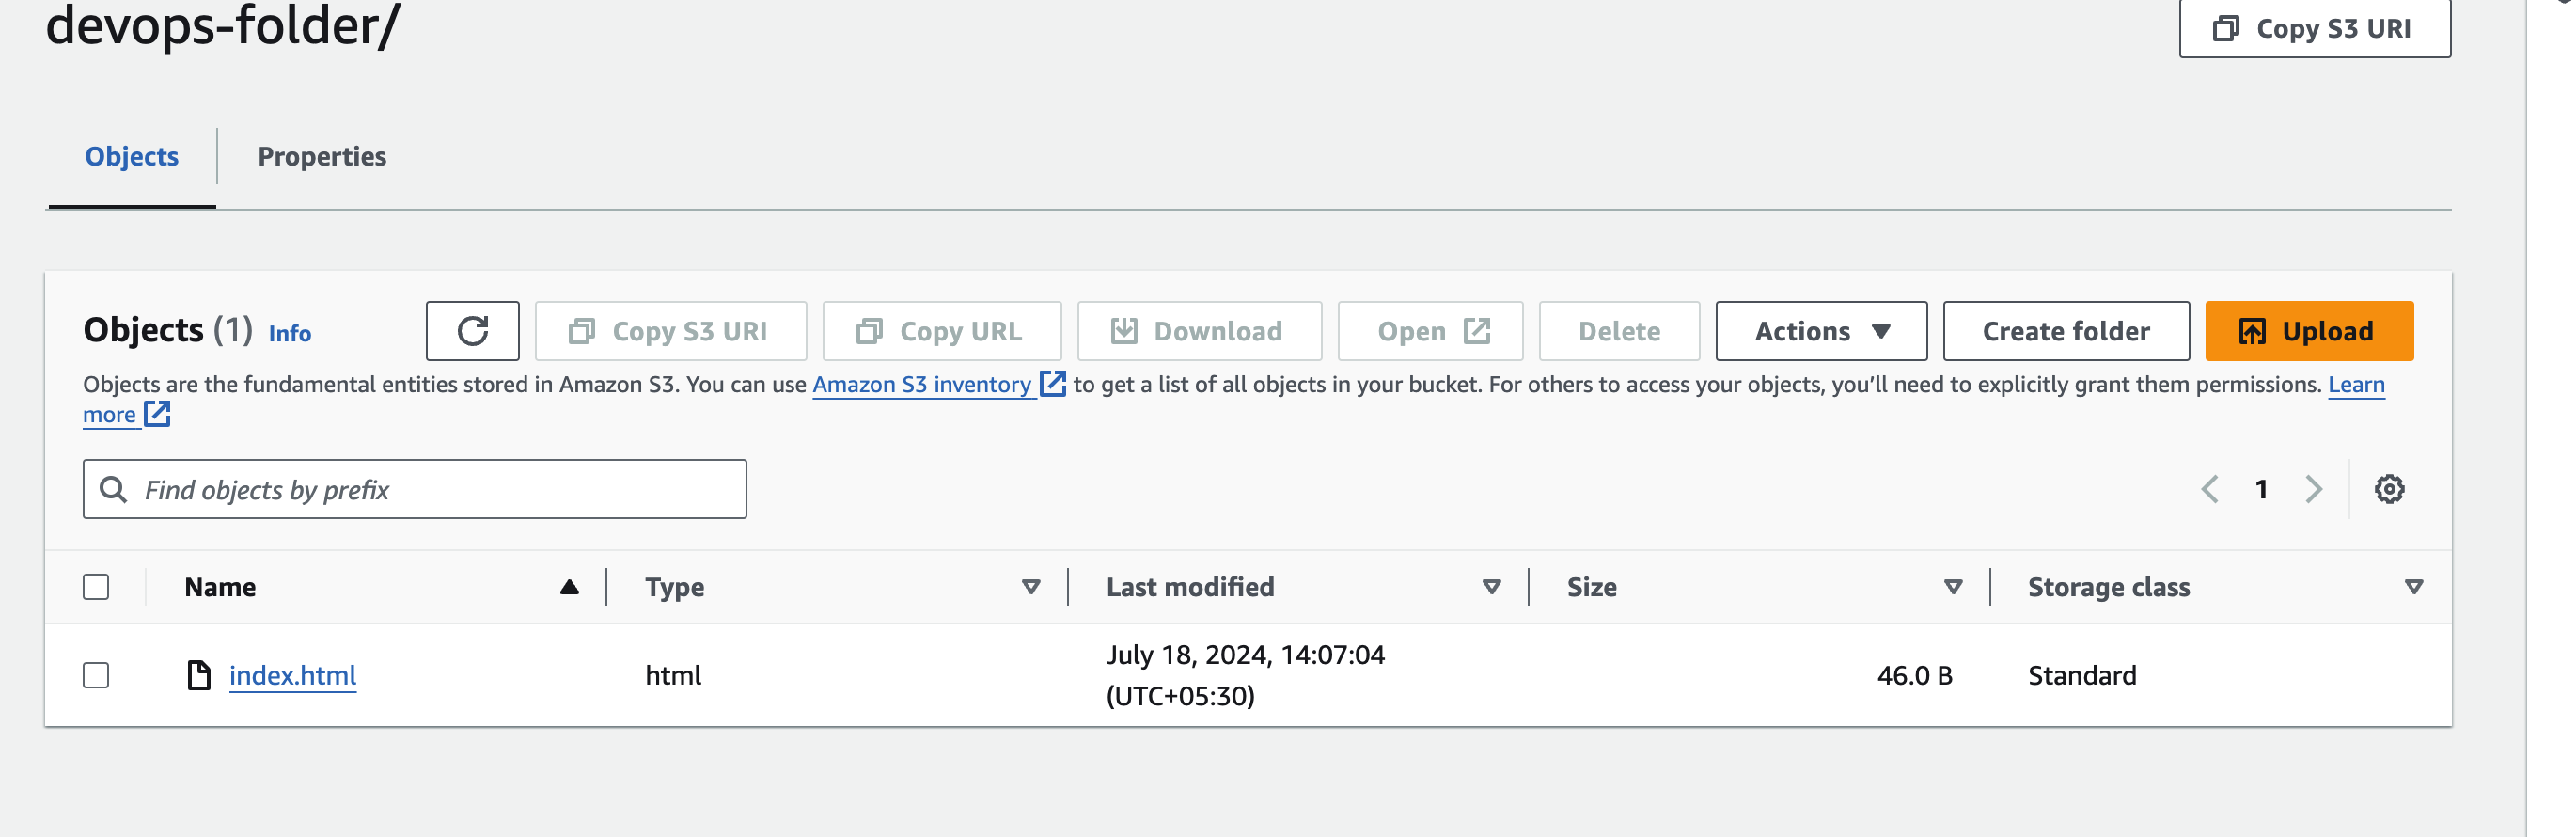 devops-folder/
Copy S3 URI
Objects
Properties
Objects (1) Info
Copy S3 URI
Copy URL
Download
Open
Delete
Actions
Create folder
Upload
Objects are the fundamental entities stored in Amazon S3. You can use Amazon S3 inventory to get a list of all objects in your bucket. For others to access your objects, you’ll need to explicitly grant them permissions. Learn
more
Find objects by prefix
1
Name
Type
Last modified
Size
Storage class
index.html
html
July 18, 2024, 14:07:04
(UTC+05:30)
46.0 B
Standard